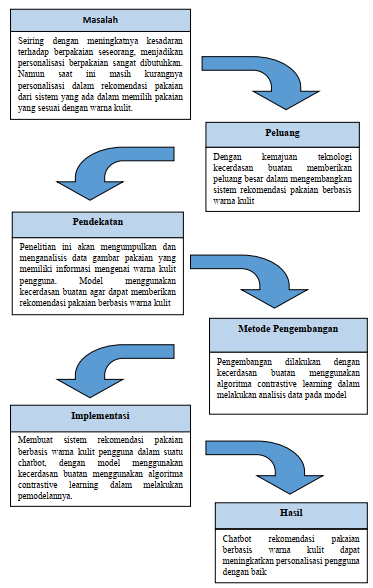 Masalah
Seiring dengan meningkatnya kesadaran
terhadap berpakaian seseorang, menjadikan
personalisasi berpakaian sangat dibutuhkan.
Namun saat ini masih kurangnya
personalisasi dalam rekomendasi pakaian
dari sistem yang ada dalam memilih pakaian
yang sesuai dengan warna kulit.
Peluang
Dengan kemajuan teknologi
kecerdasan buatan memberikan
peluang besar dalam mengembangkan
sistem rekomendasi pakaian berbasis
warna kulit
Pendekatan
Penelitian ini akan mengumpulkan dan
menganalisis data gambar pakaian yang
memiliki informasi mengenai warna kulit
pengguna. Model menggunakan
kecerdasan buatan agar dapat memberikan
rekomendasi pakaian berbasis warna kulit
Metode Pengembangan
Pengembangan dilakukan dengan
kecerdasan buatan menggunakan
algoritma contrastive learning dalam
melakukan analisis data pada model
Implementasi
Membuat sistem rekomendasi pakaian
berbasis warna kulit pengguna dalam suatu
chatbot, dengan model menggunakan
kecerdasan buatan menggunakan algoritma
contrastive learning dalam melakukan
pemodelannya.
Hasil
Chatbot rekomendasi pakaian
berbasis warna kulit dapat
meningkatkan personalisasi pengguna
dengan baik